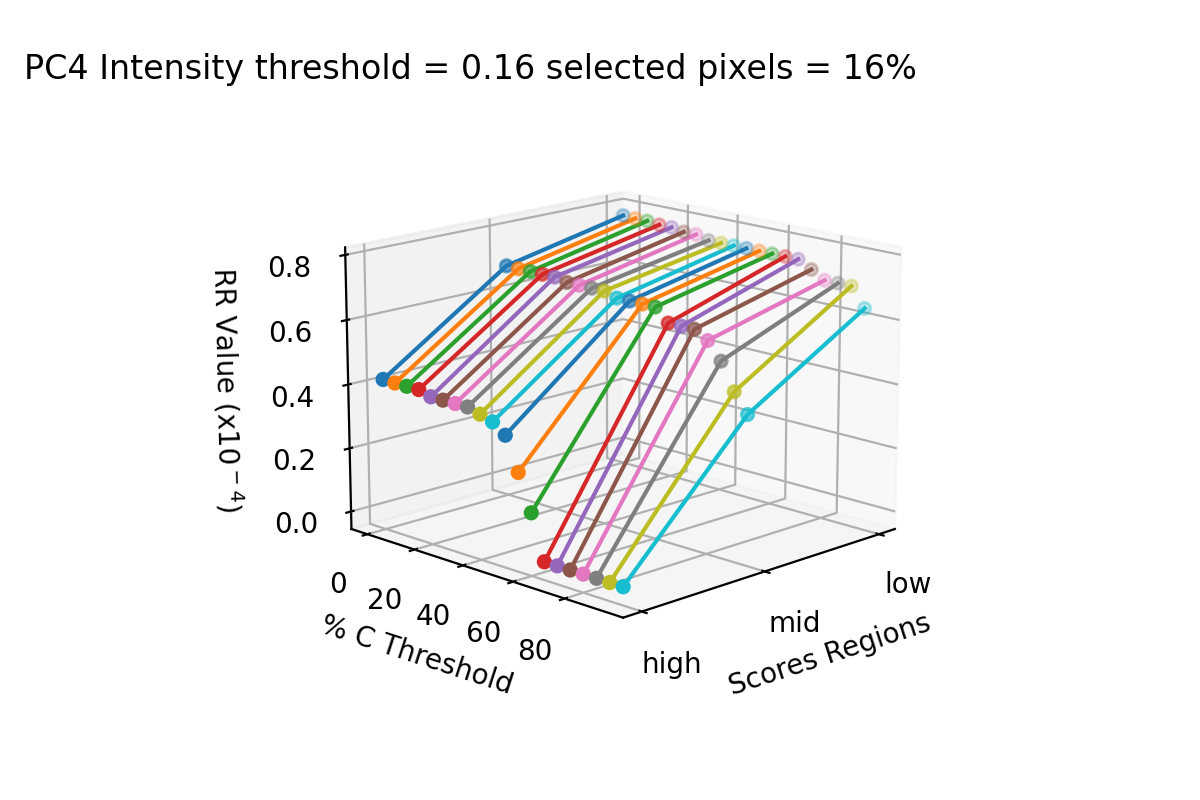 PC4 Intensity threshold = 0.16 selected pixels = 16%
RR Value (x10⁻⁴)
0.8
0.6
0.4
0.2
0.0
0
20
40
60
80
% C Threshold
low
mid
high
Scores Regions